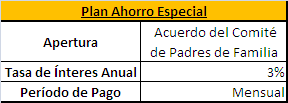 Plan Ahorro Especial
Apertura
Acuerdo del Comité
de Padres de Familia
Tasa de Ínteres Anual
3%
Período de Pago
Mensual